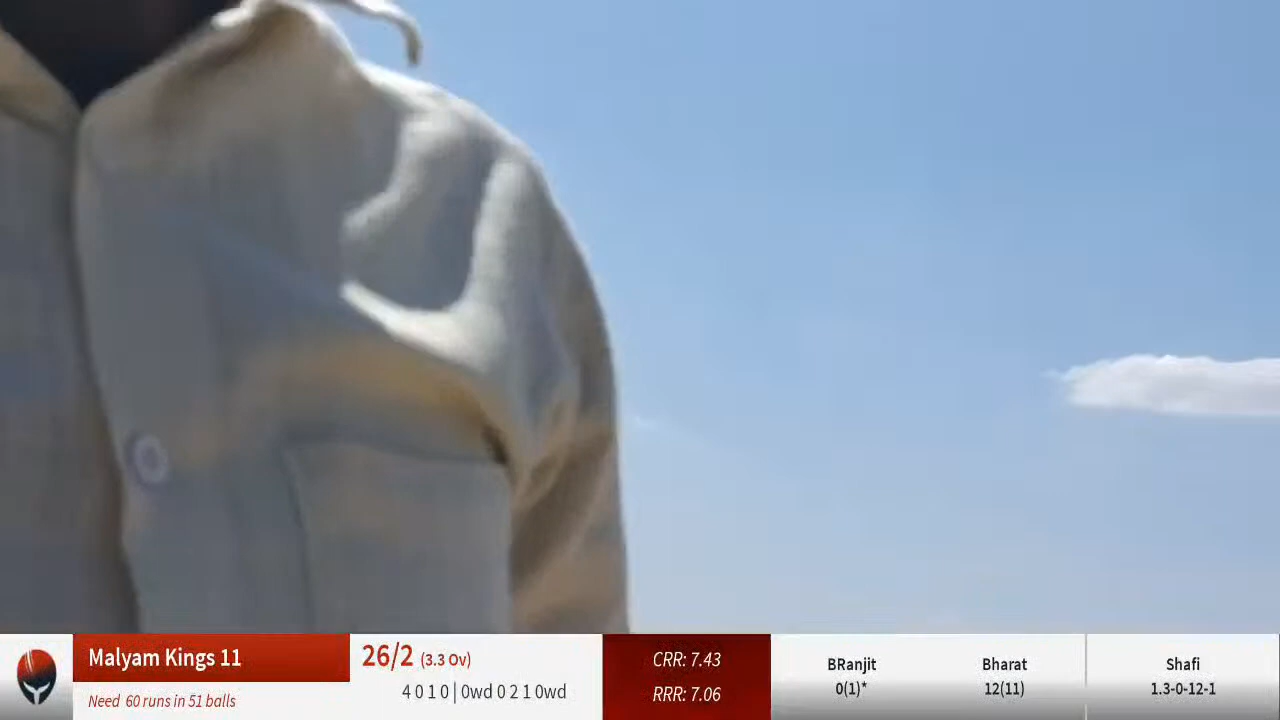 Malyam Kings 11
Need 60 runs in 51 balls
26/2 (3.3 Ov)
4 0 1 0 | 0wd 0 2 1 0wd
CRR: 7.43
RRR: 7.06
BRanjit
0(1)*
Bharat
12(11)
Shafi
1.3-0-12-1